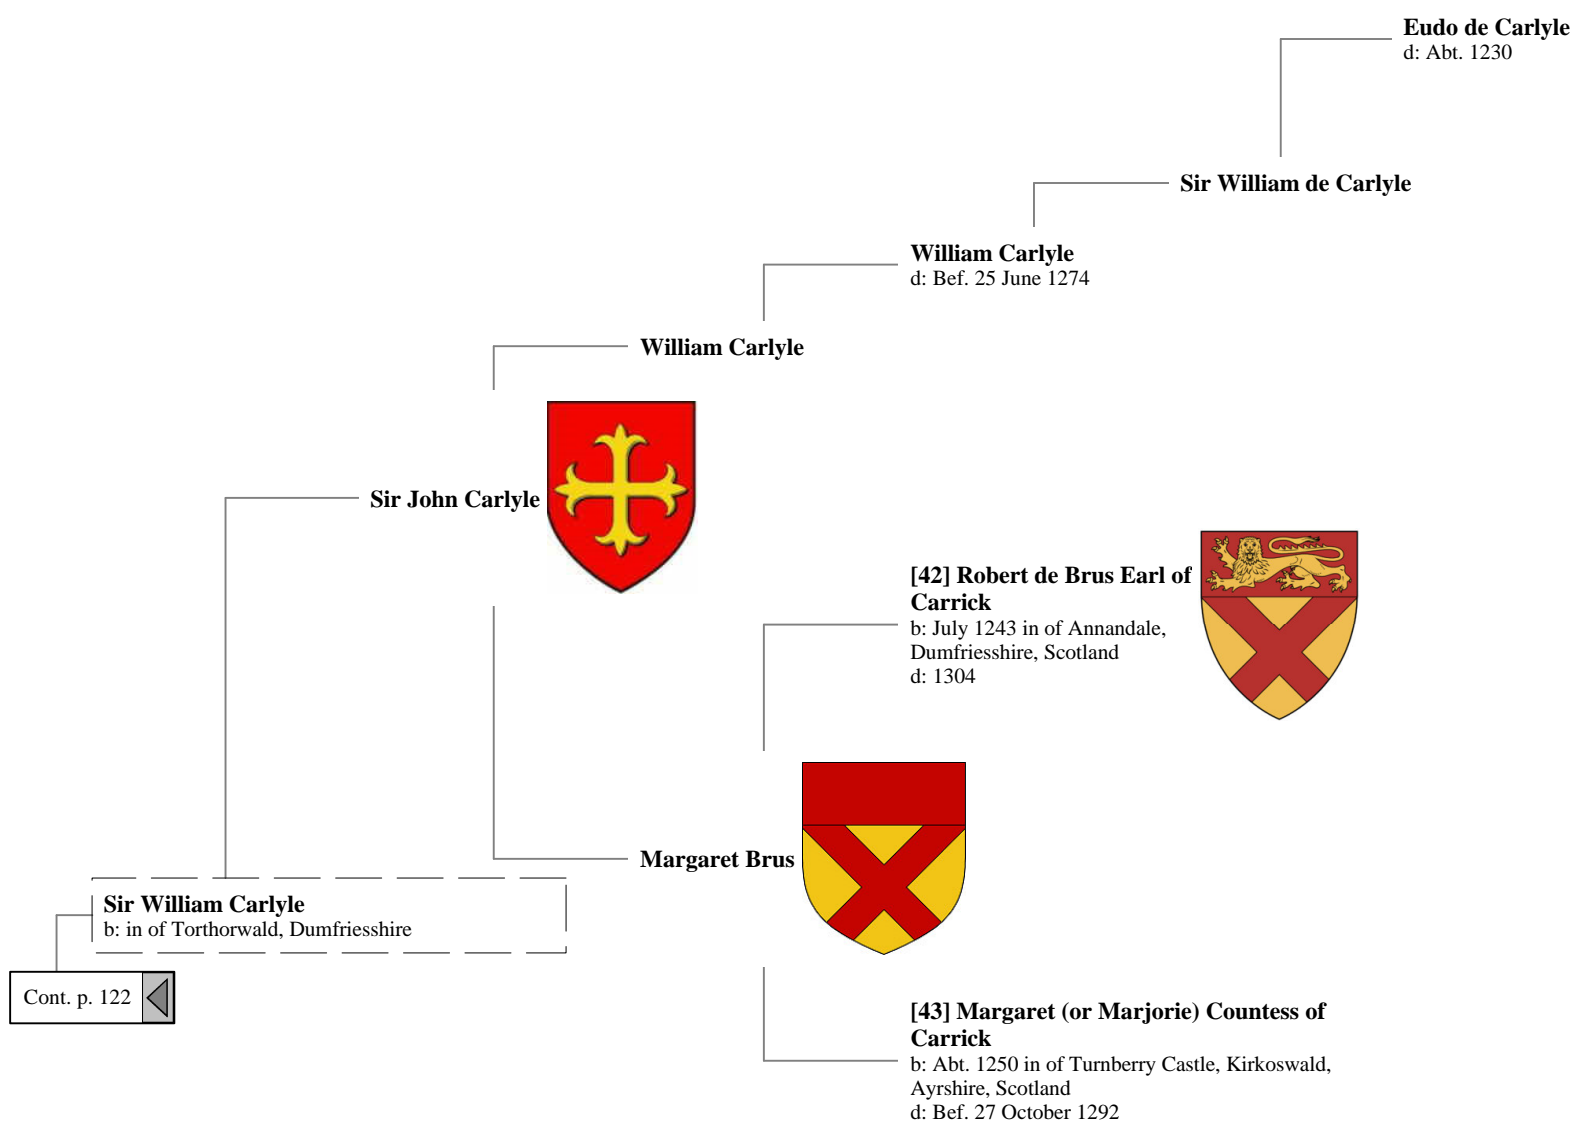 Eudo de Carlyle
d: Abt. 1230
Sir William de Carlyle
William Carlyle
d: Bef. 25 June 1274
William Carlyle
Sir John Carlyle
[42] Robert de Brus Earl of
Carrick
b: July 1243 in of Annandale,
Dumfriesshire, Scotland
d: 1304
Margaret Brus
Sir William Carlyle
b: in of Torthorwald, Dumfriesshire
Cont. p. 122
[43] Margaret (or Marjorie) Countess of
Carrick
b: Abt. 1250 in of Turnberry Castle, Kirkoswald,
Ayrshire, Scotland
d: Bef. 27 October 1292